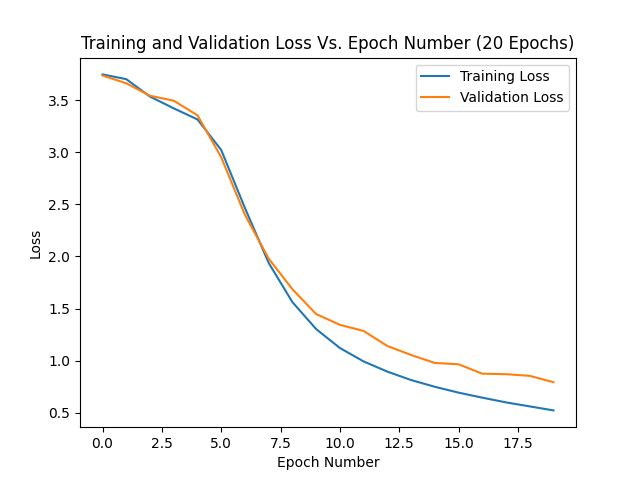 Training and Validation Loss Vs. Epoch Number (20 Epochs)
Training Loss
Validation Loss
3.5
3.0
2.5
2.0
1.5
1.0
0.5
Loss
0.0 2.5 5.0 7.5 10.0 12.5 15.0 17.5
Epoch Number